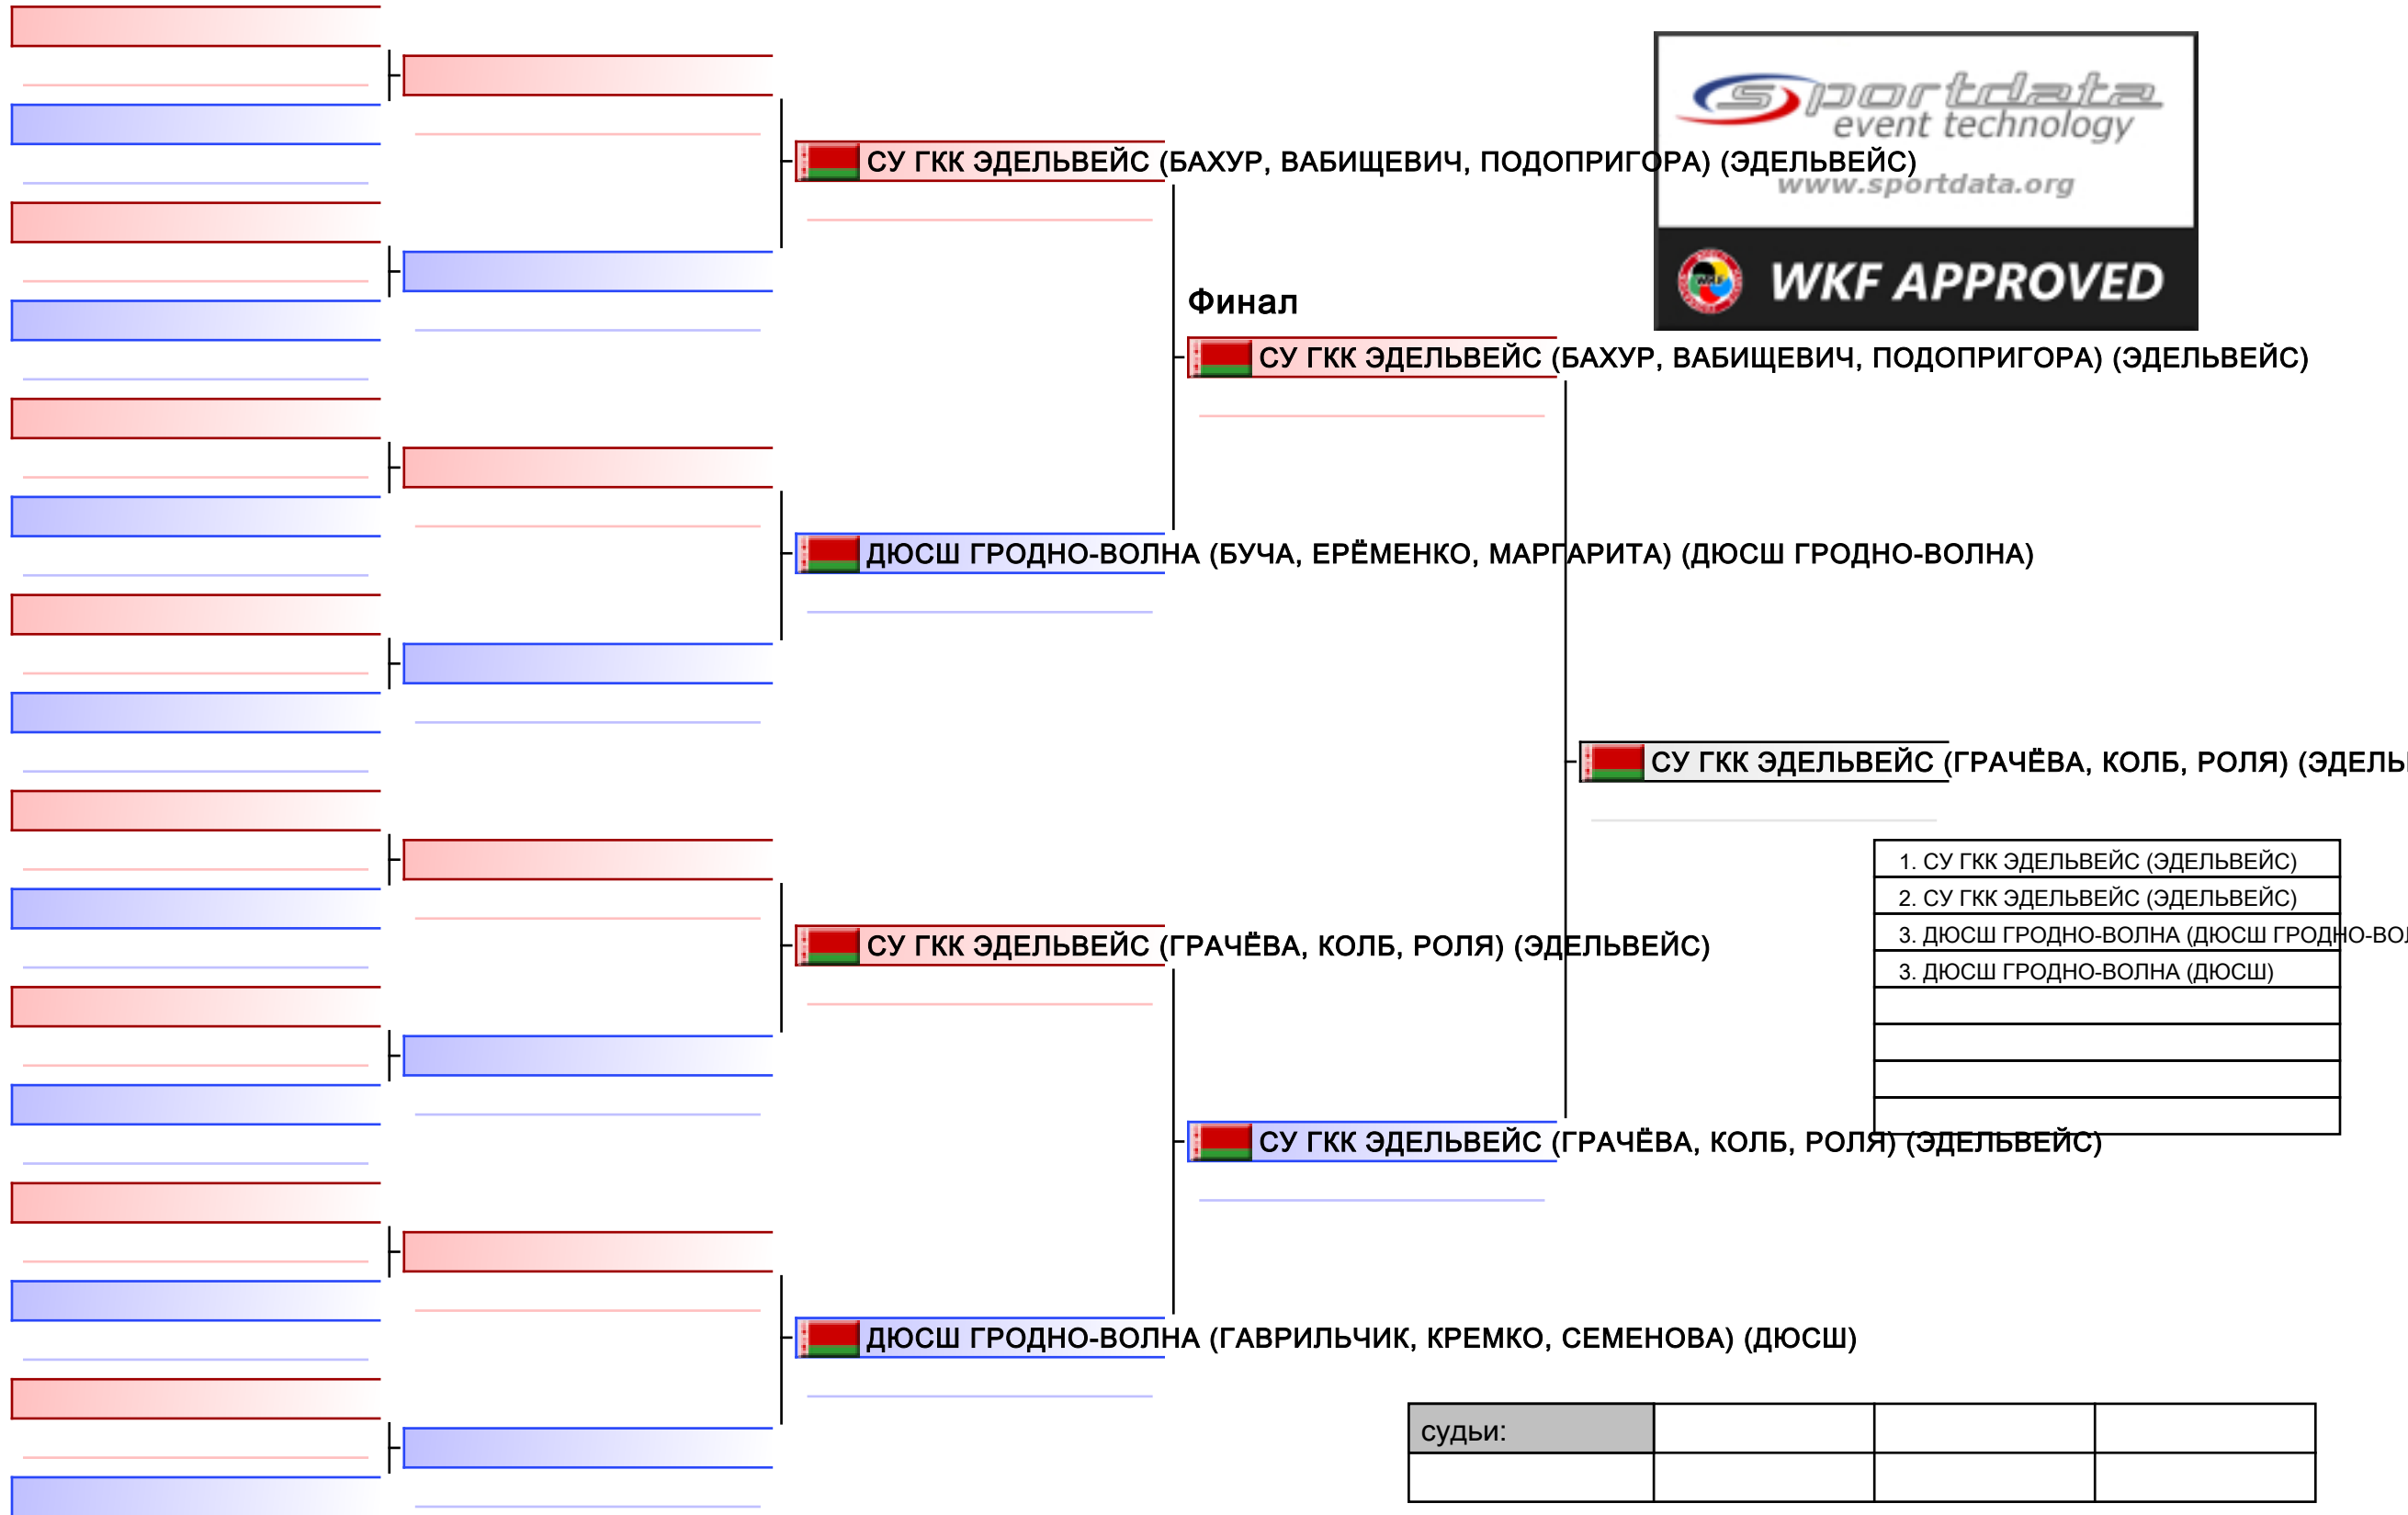 sportdata
event technology
www.sportdata.org
WKF APPROVED
СУ ГКК ЭДЕЛЬВЕЙС (БАХУР, ВАБИЩЕВИЧ, ПОДОПРИГОРА) (ЭДЕЛЬВЕЙС)
Финал
СУ ГКК ЭДЕЛЬВЕЙС (БАХУР, ВАБИЩЕВИЧ, ПОДОПРИГОРА) (ЭДЕЛЬВЕЙС)
ДЮСШ ГРОДНО-ВОЛНА (БУЧА, ЕРЁМЕНКО, МАРГАРИТА) (ДЮСШ ГРОДНО-ВОЛНА)
СУ ГКК ЭДЕЛЬВЕЙС (ГРАЧЁВА, КОЛБ, РОЛЯ) (ЭДЕЛЬ
1. СУ ГКК ЭДЕЛЬВЕЙС (ЭДЕЛЬВЕЙС)
2. СУ ГКК ЭДЕЛЬВЕЙС (ЭДЕЛЬВЕЙС)
3. ДЮСШ ГРОДНО-ВОЛНА (ДЮСШ ГРОДНО-ВОЛ
3. ДЮСШ ГРОДНО-ВОЛНА (ДЮСШ)
СУ ГКК ЭДЕЛЬВЕЙС (ГРАЧЁВА, КОЛБ, РОЛЯ) (ЭДЕЛЬВЕЙС)
СУ ГКК ЭДЕЛЬВЕЙС (ГРАЧЁВА, КОЛБ, РОЛЯ) (ЭДЕЛЬВЕЙС)
ДЮСШ ГРОДНО-ВОЛНА (ГАВРИЛЬЧИК, КРЕМКО, СЕМЕНОВА) (ДЮСШ)
судьи: